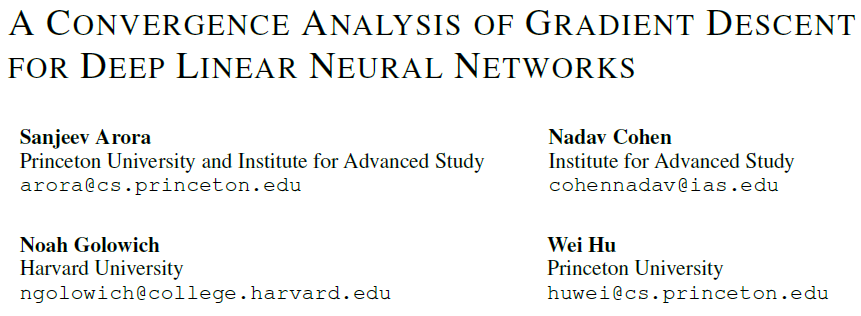 A CONVERGENCE ANALYSIS OF GRADIENT DESCENT
FOR DEEP LINEAR NEURAL NETWORKS
Sanjeev Arora
Princeton University and Institute for Advanced Study
arora@cs.princeton.edu
Nadav Cohen
Institute for Advanced Study
cohennadav@ias.edu
Noah Golowich
Harvard University
ngolowich@college.harvard.edu
Wei Hu
Princeton University
huwei@cs.princeton.edu